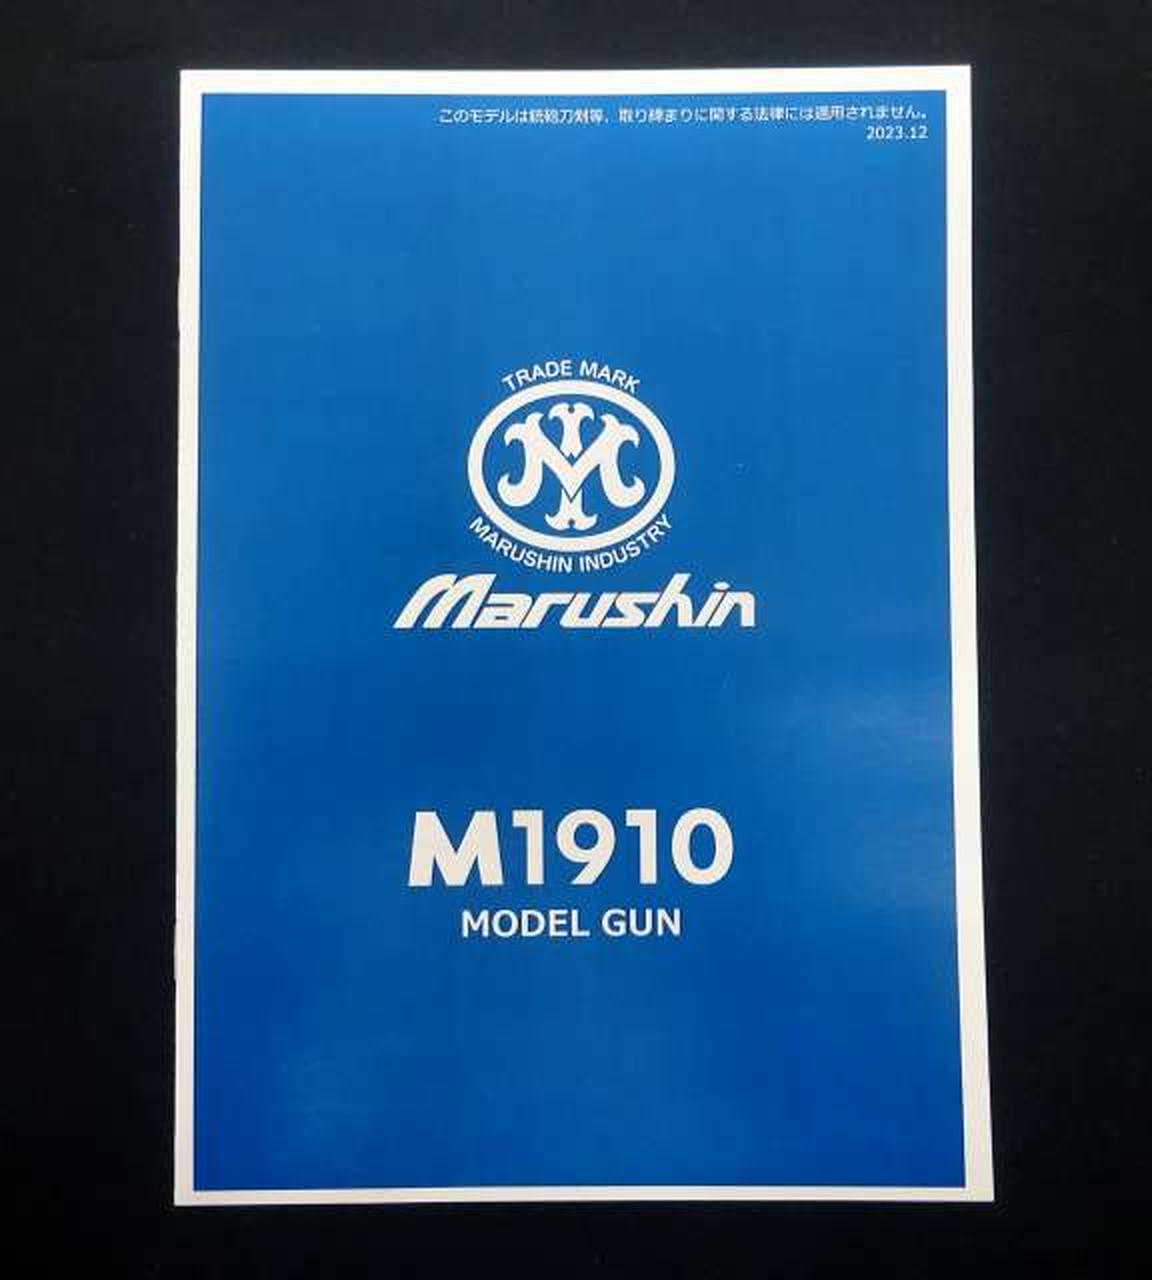 このモデルは銃砲刀剣等、取り締まりに関する法律には適用されません。
2023.12
TRADE MARK
MARUSHIN INDUSTRY
Marushin
M1910
MODEL GUN